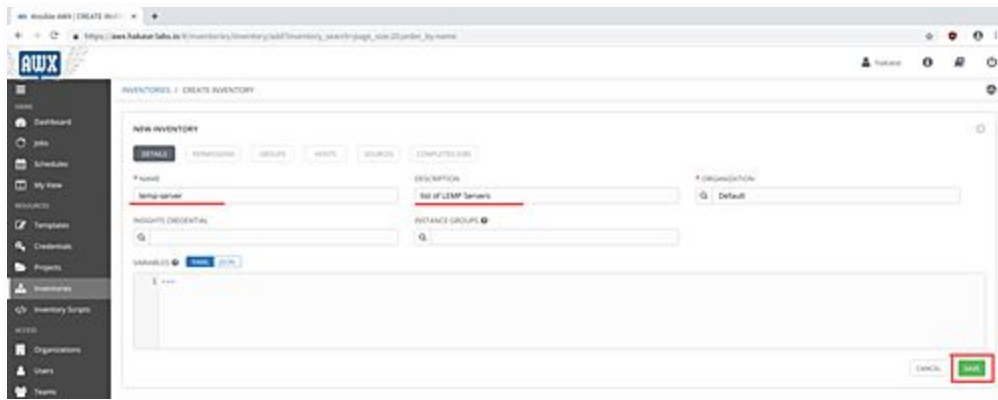 Ansible AWX | CREATE INV
https://awx.hakase-labs.io/#/inventories/inventory/add?inventory_search=page_size:20;order_by:name
AWX
hakase
INVENTORIES / CREATE INVENTORY
VIEWS
Dashboard
Jobs
Schedules
My View
RESOURCES
Templates
Credentials
Projects
Inventories
Inventory Scripts
ACCESS
Organizations
Users
Teams
NEW INVENTORY
DETAILS PERMISSIONS GROUPS HOSTS SOURCES COMPLETED JOBS
* NAME DESCRIPTION * ORGANIZATION
lemp-server list of LEMP Servers Default
INSIGHTS CREDENTIAL INSTANCE GROUPS
VARIABLES YAML JSON
1 ---
CANCEL SAVE